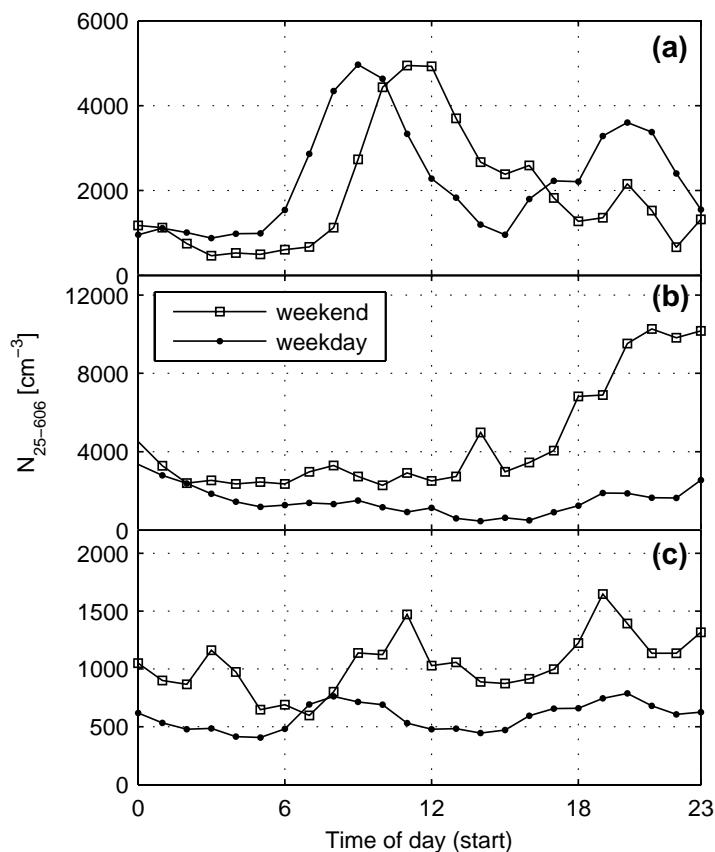 6000
(a)
4000
2000
0
12000
(b)
weekend
weekday
8000
N25−606 [cm−3]
4000
0
2000
(c)
1500
1000
500
0
0 6 12 18 23
Time of day (start)